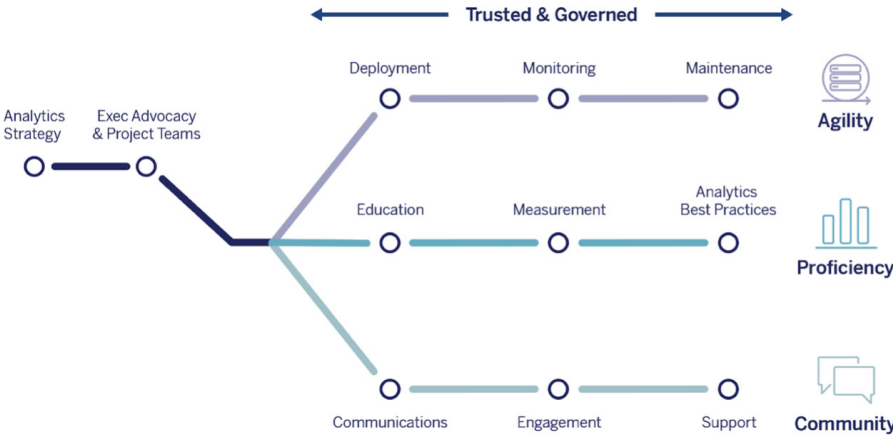 Trusted & Governed
Deployment
Monitoring
Maintenance
Agility
Analytics
Strategy
Exec Advocacy
& Project Teams
Education
Measurement
Analytics
Best Practices
Proficiency
Communications
Engagement
Support
Community